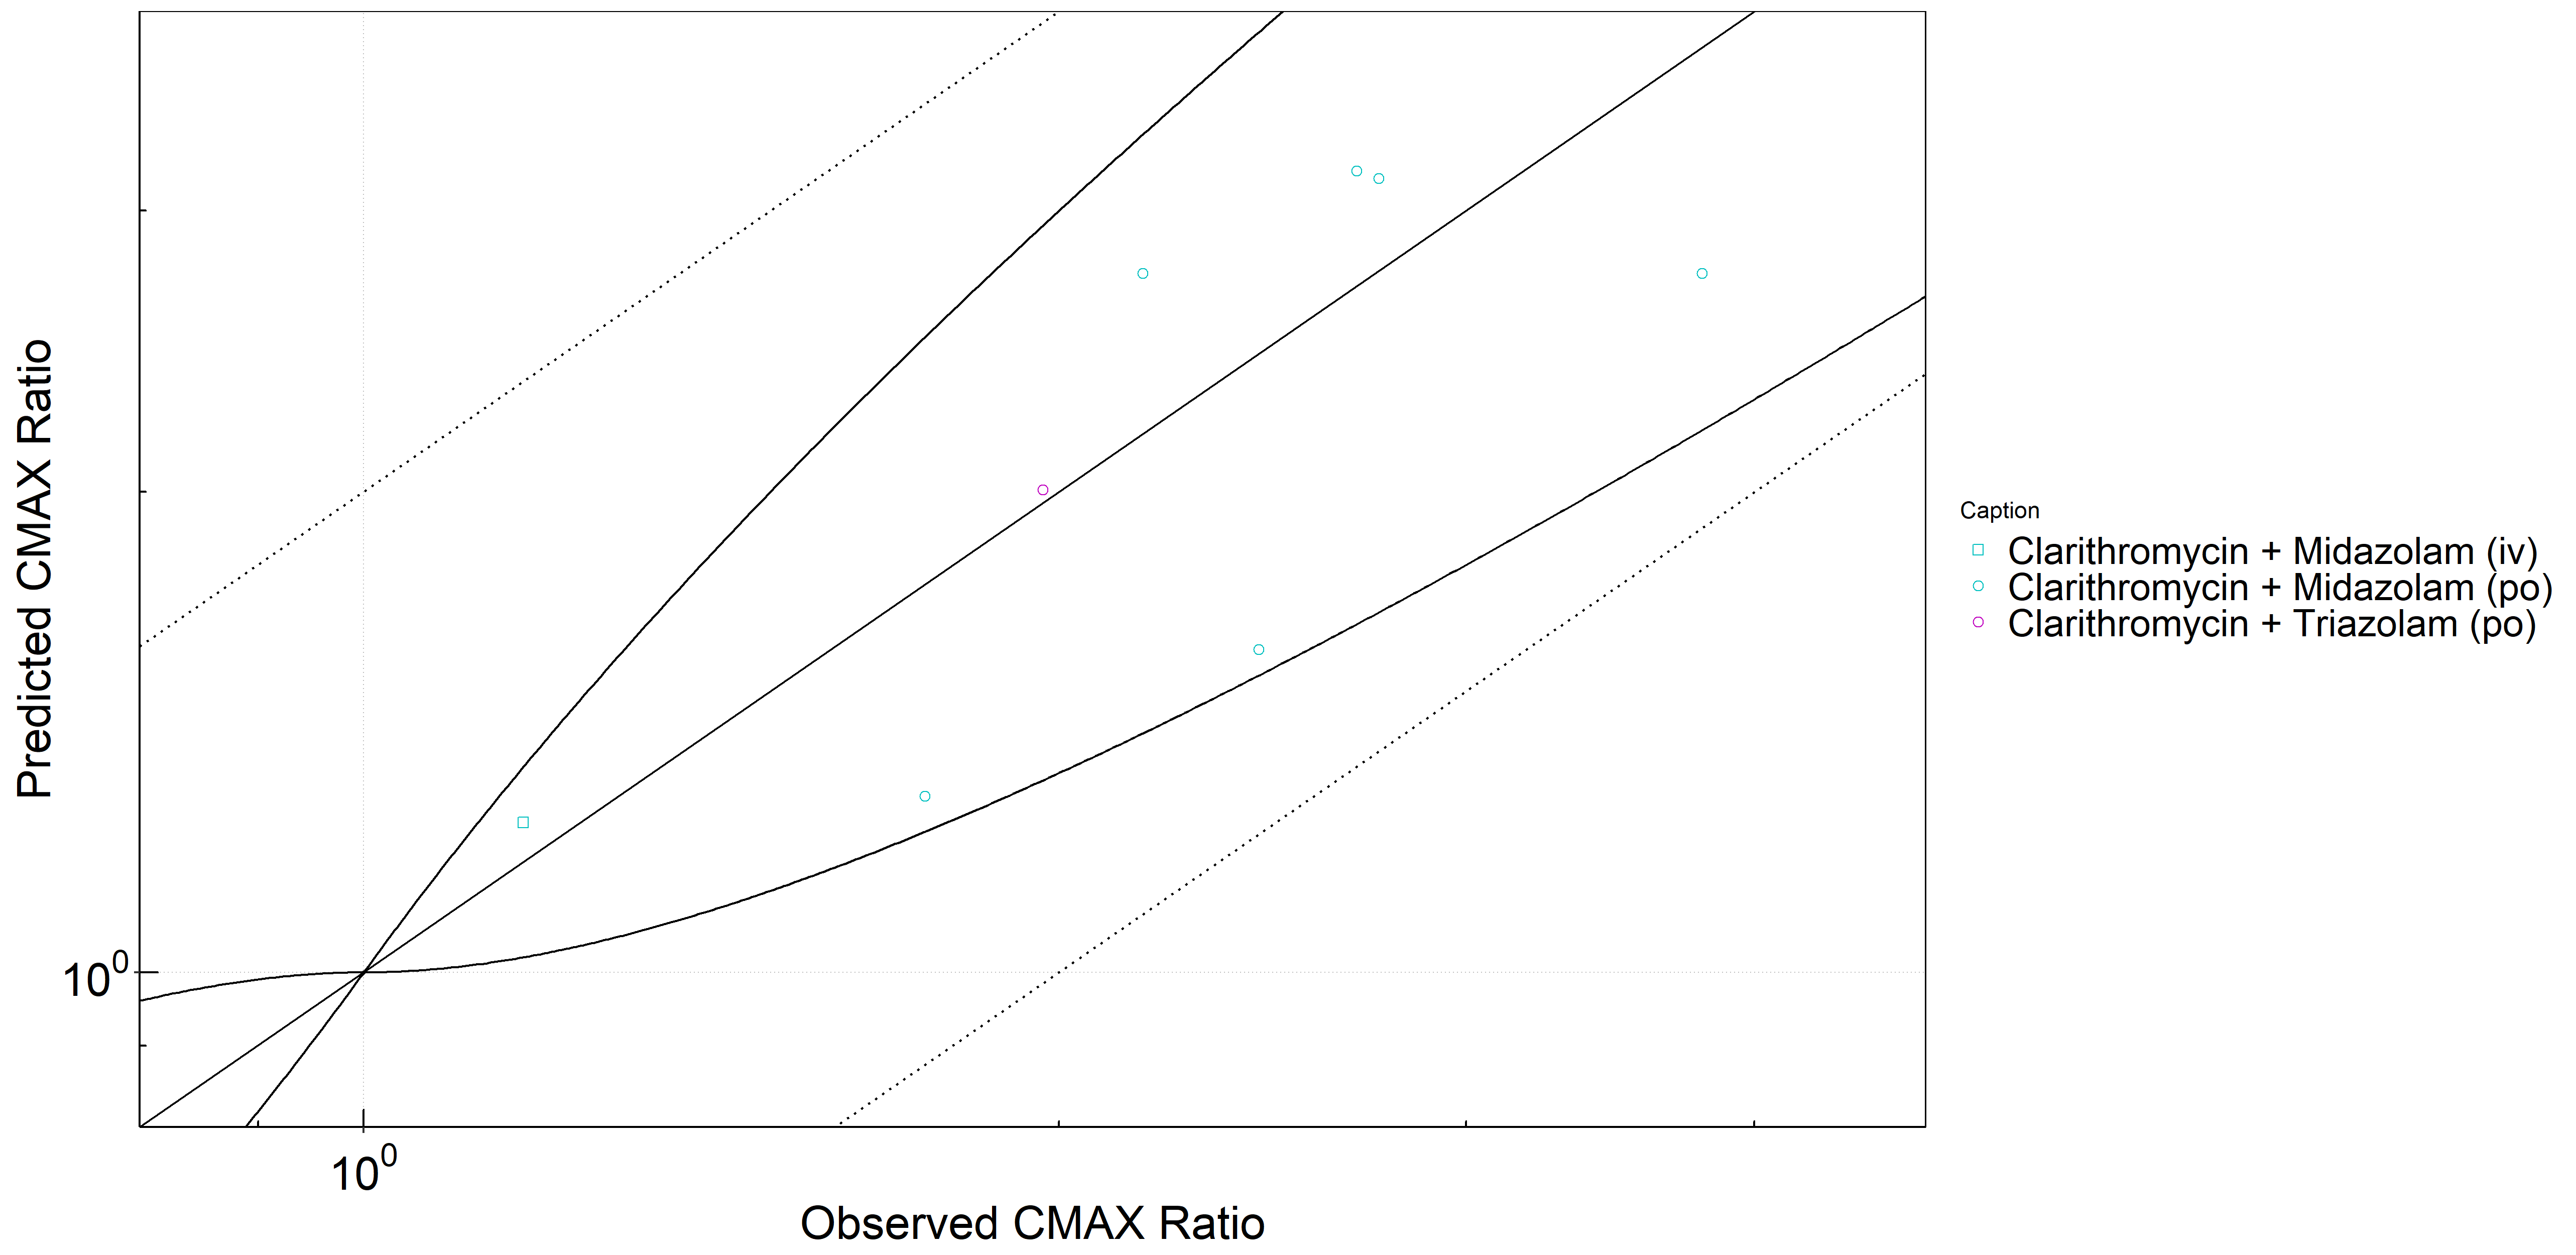 Predicted CMAX Ratio
10⁰
10⁰
Observed CMAX Ratio
Caption
Clarithromycin + Midazolam (iv)
Clarithromycin + Midazolam (po)
Clarithromycin + Triazolam (po)